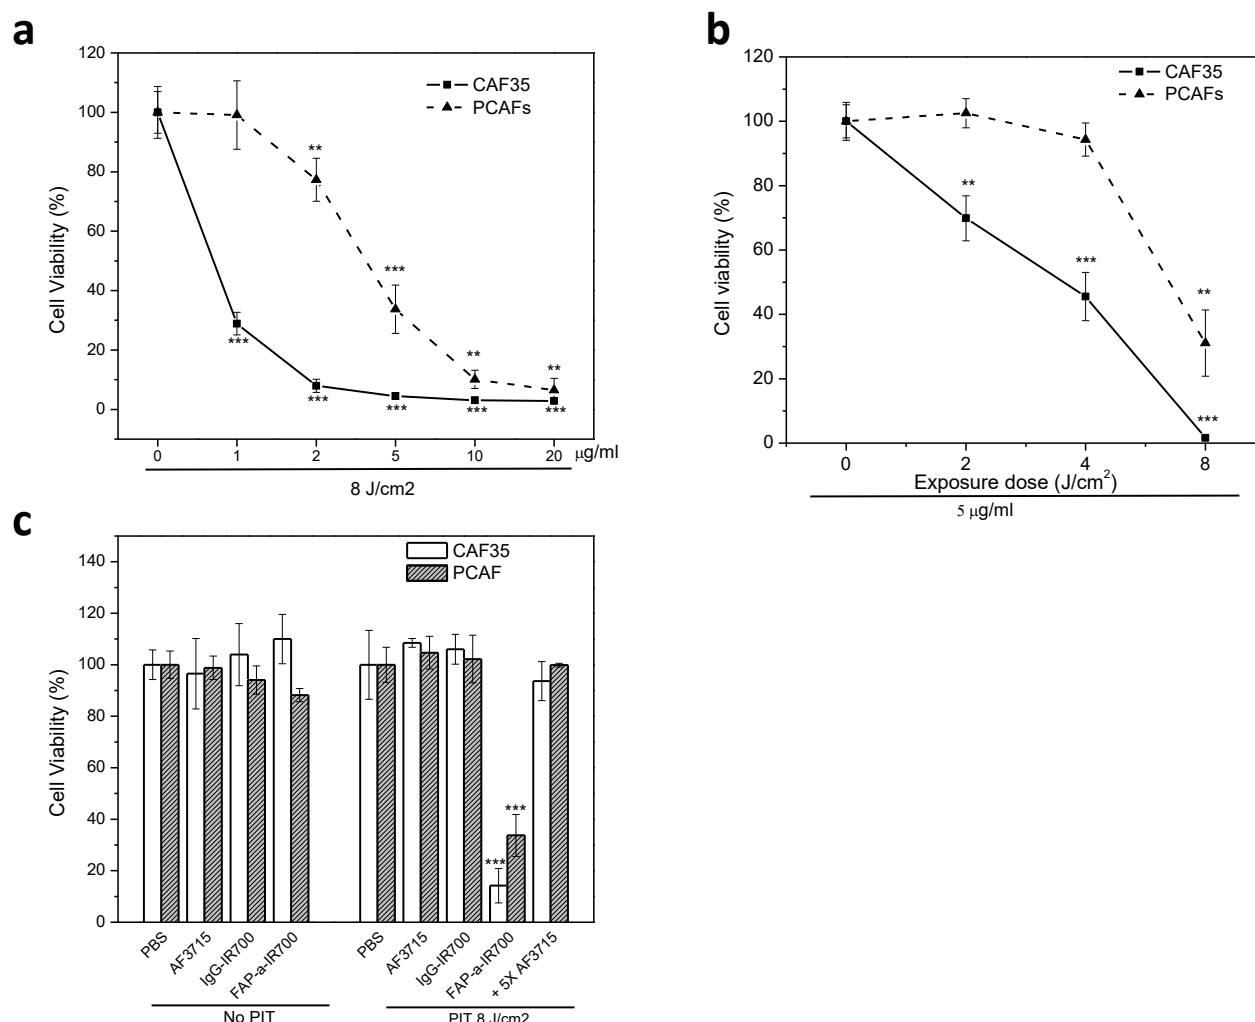 a
120
100
80
60
40
20
0
Cell Viability (%)
CAF35
PCAFs
**
***
**
**
***
***
***
***
***
0 1 2 5 10 20 μg/ml
8 J/cm2
b
120
100
80
60
40
20
0
Cell viability (%)
CAF35
PCAFs
**
***
**
***
0 2 4 8
Exposure dose (J/cm²)
5 μg/ml
c
140
120
100
80
60
40
20
0
Cell Viability (%)
CAF35
PCAF
***
***
PBS AF3715 IgG-IR700 FAP-a-IR700 PBS AF3715 IgG-IR700 FAP-a-IR700 + 5X AF3715
No PIT PIT 8 J/cm2